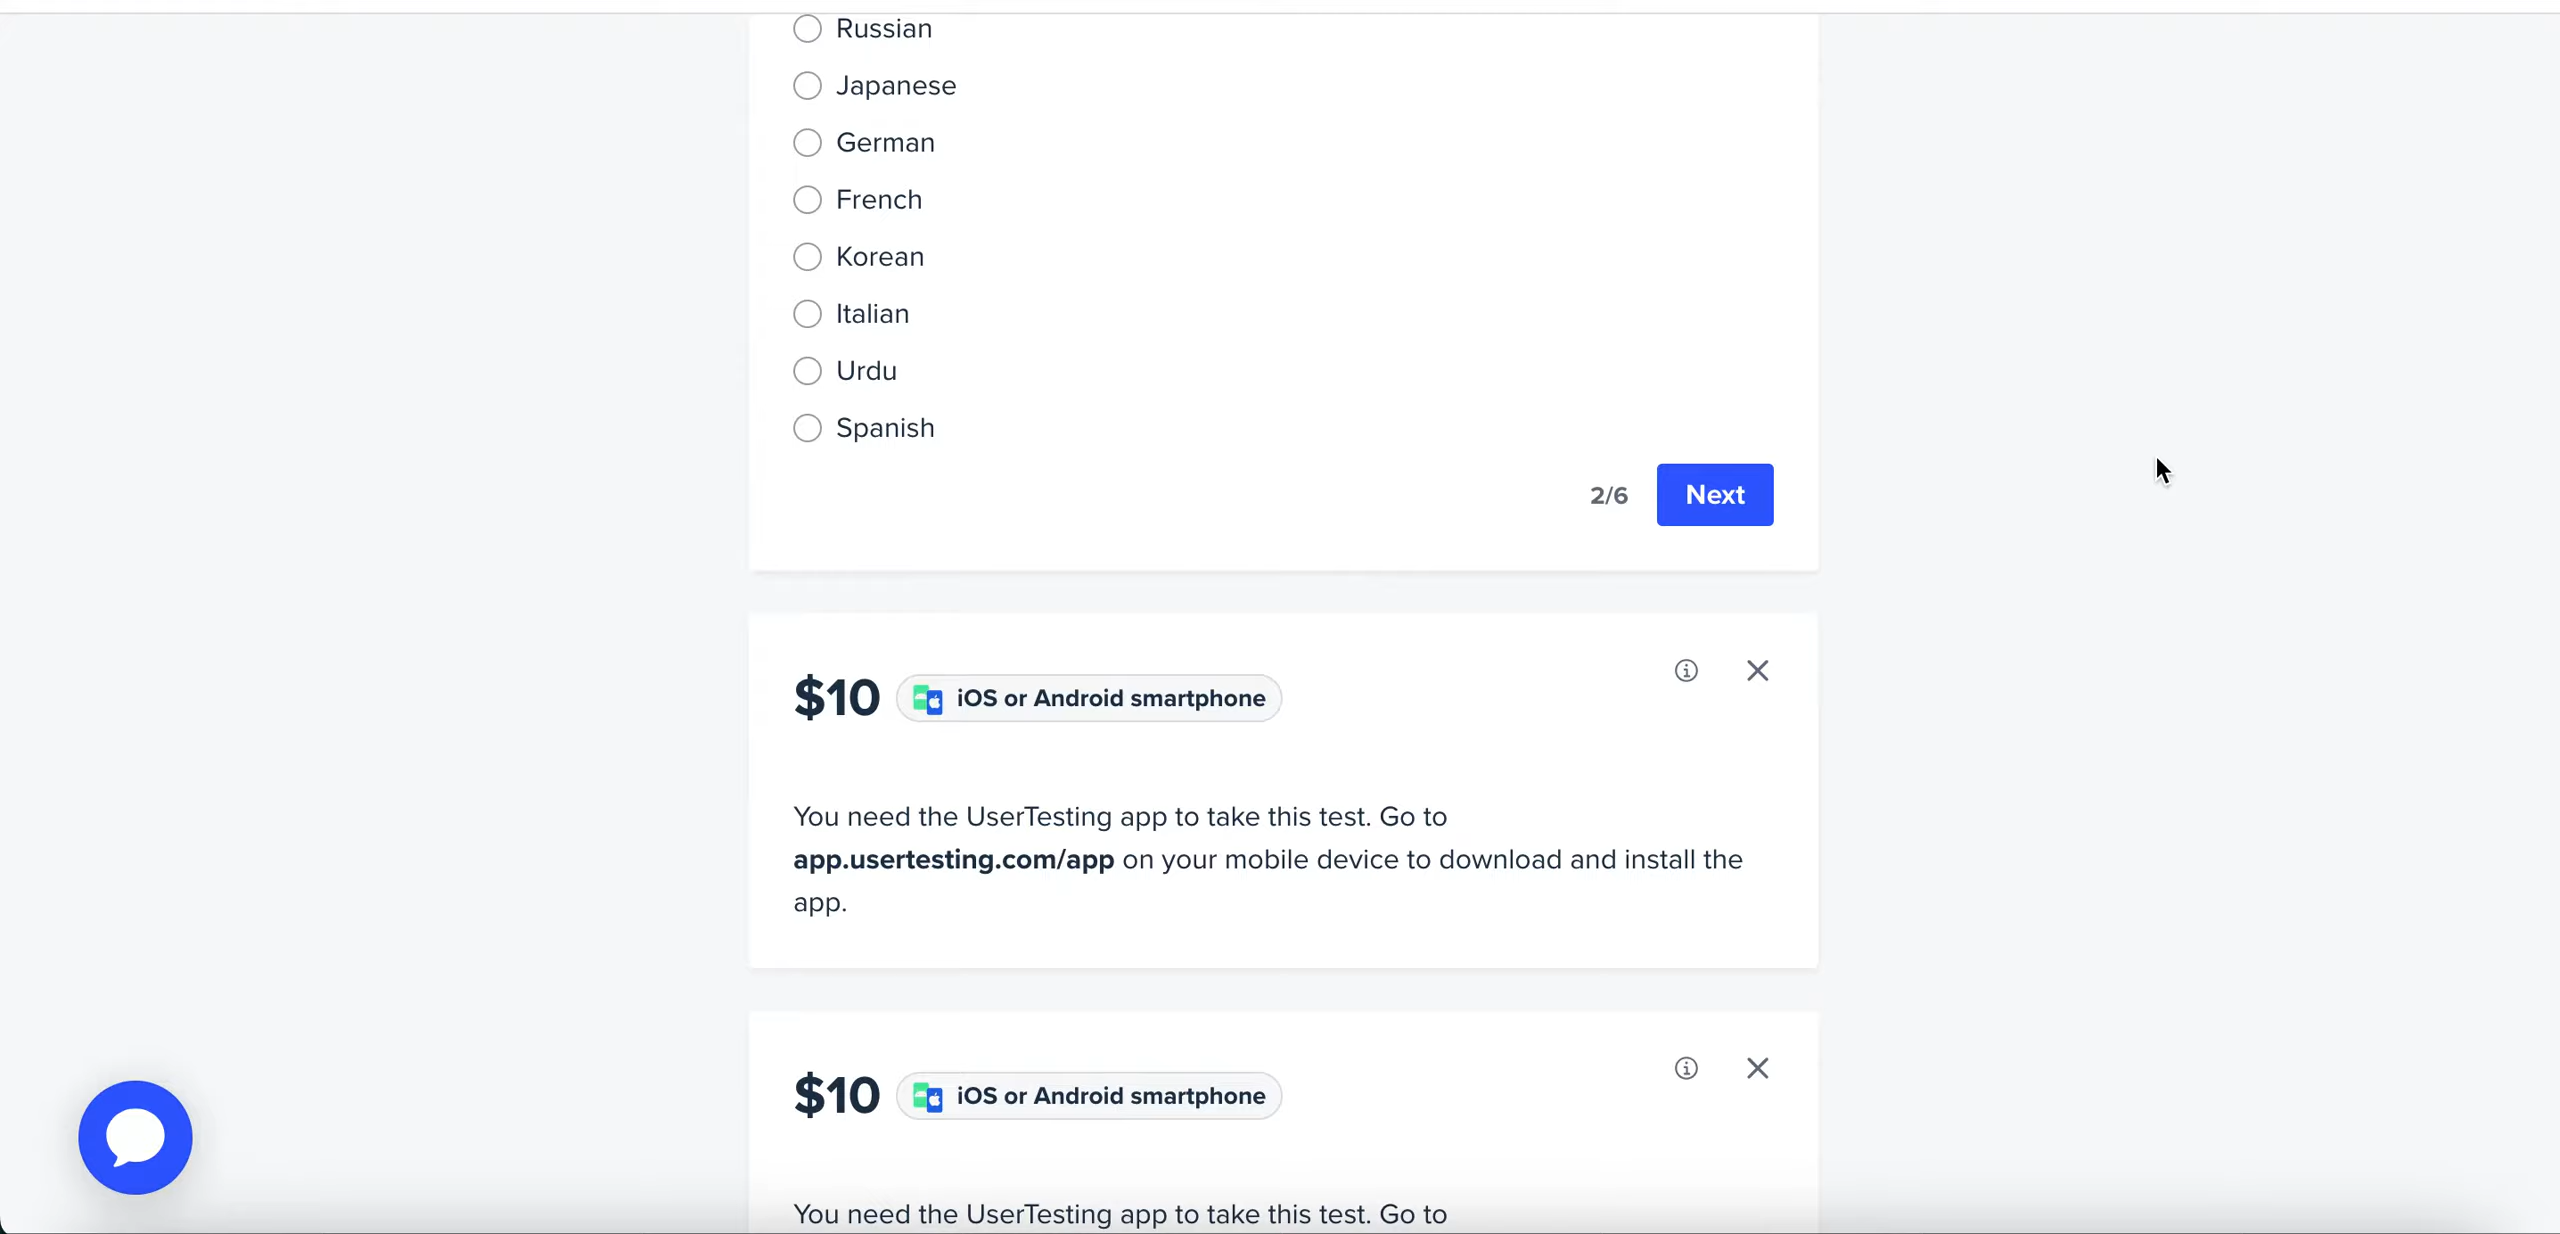 Russian
Japanese
German
French
Korean
Italian
Urdu
Spanish
2/6 Next
$10 iOS or Android smartphone
You need the UserTesting app to take this test. Go to
app.usertesting.com/app on your mobile device to download and install the
app.
$10 iOS or Android smartphone
You need the UserTesting app to take this test. Go to